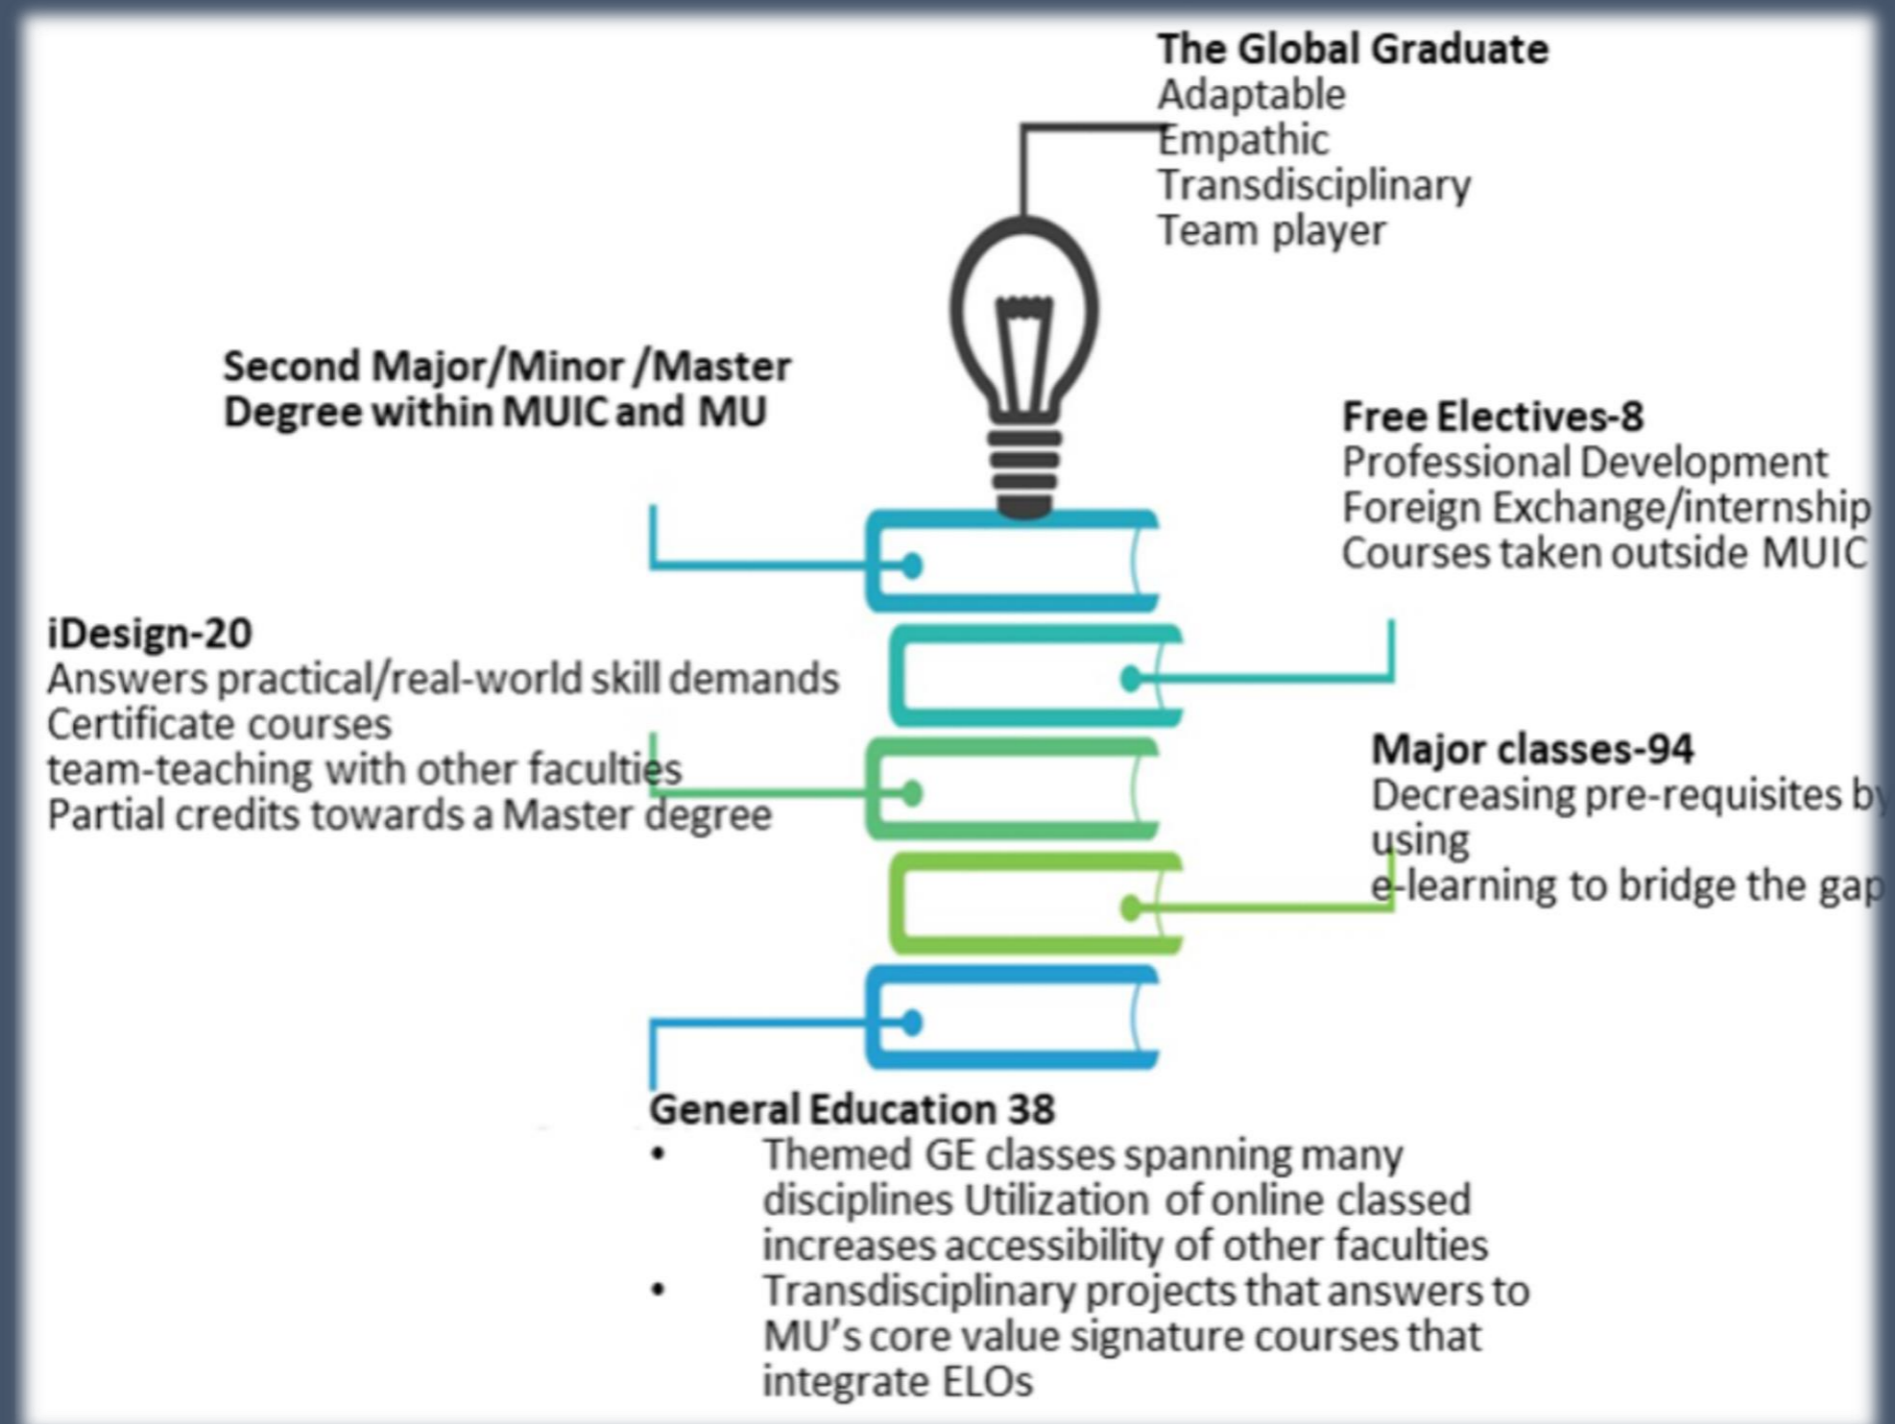 The Global Graduate
Adaptable
Empathic
Transdisciplinary
Team player
Second Major/Minor /Master
Degree within MUIC and MU
Free Electives-8
Professional Development
Foreign Exchange/internship
Courses taken outside MUIC
iDesign-20
Answers practical/real-world skill demands
Certificate courses
team-teaching with other faculties
Partial credits towards a Master degree
Major classes-94
Decreasing pre-requisites by
using
e-learning to bridge the gap
General Education 38
• Themed GE classes spanning many
disciplines Utilization of online classed
increases accessibility of other faculties
• Transdisciplinary projects that answers to
MU’s core value signature courses that
integrate ELOs